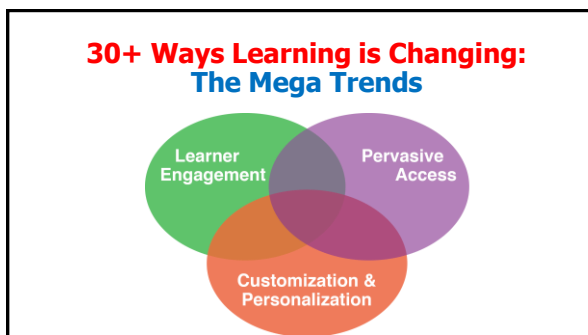 30+ Ways Learning is Changing:
The Mega Trends
Learner
Engagement
Pervasive
Access
Customization &
Personalization